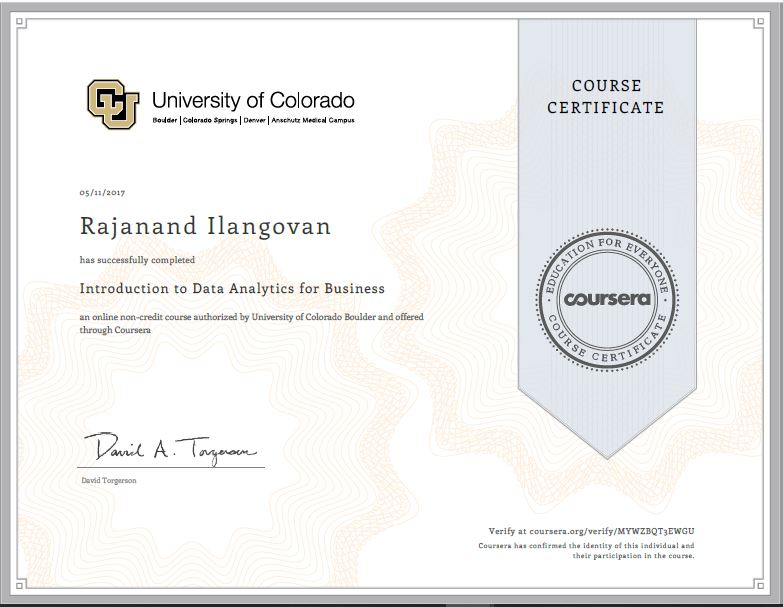 University of Colorado
Boulder | Colorado Springs | Denver | Anschutz Medical Campus
COURSE
CERTIFICATE
05/11/2017
Rajanand Ilangovan
has successfully completed
Introduction to Data Analytics for Business
an online non-credit course authorized by University of Colorado Boulder and offered
through Coursera
EDUCATION FOR EVERYONE
coursera
COURSE CERTIFICATE
David A. Torgerson
David Torgerson
Verify at coursera.org/verify/MYWZBQT3EWGU
Coursera has confirmed the identity of this individual and
their participation in the course.